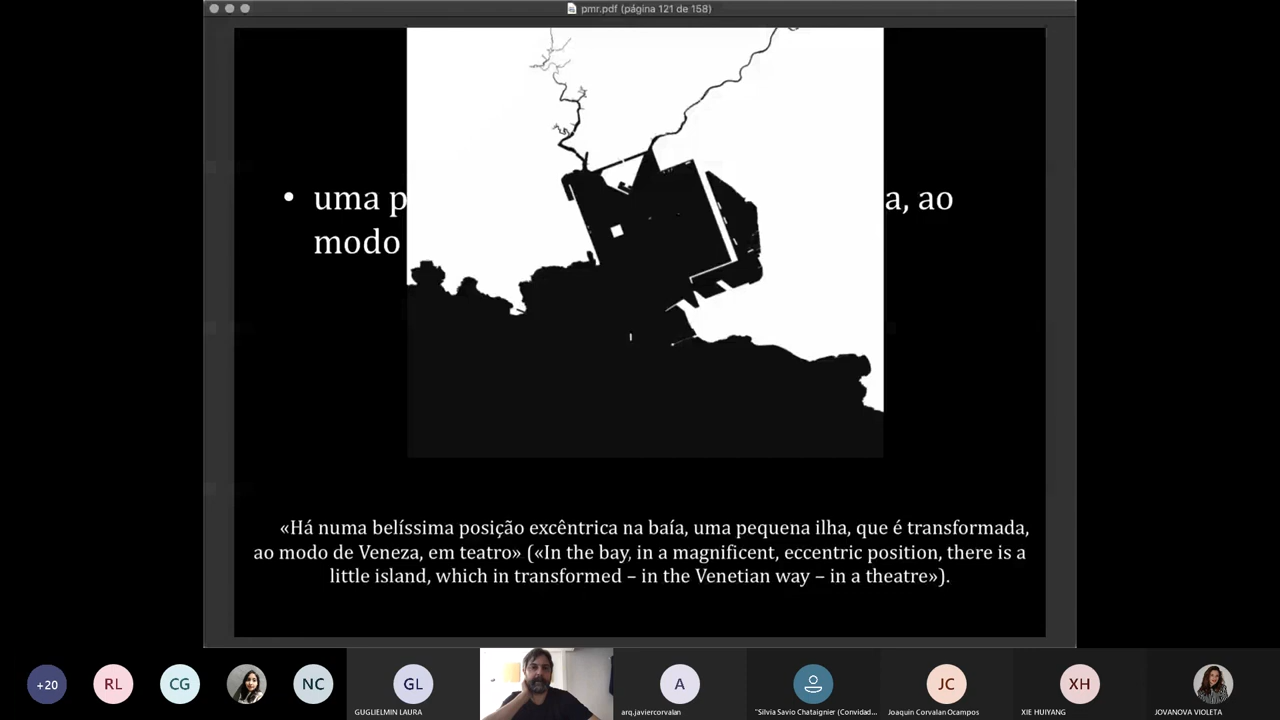 pmr.pdf (página 121 de 158)
• uma p
a, ao
modo
«Há numa belíssima posição excêntrica na baía, uma pequena ilha, que é transformada,
ao modo de Veneza, em teatro» («In the bay, in a magnificent, eccentric position, there is a
little island, which in transformed – in the Venetian way – in a theatre»).
+20
RL
CG
NC
GL
A
JC
XH
GUGLIELMIN LAURA
arq.javiercorvalan
"Silvia Savio Chataignier (Convidad...
Joaquin Corvalan Ocampos
XIE HUIYANG
JOVANOVA VIOLETA